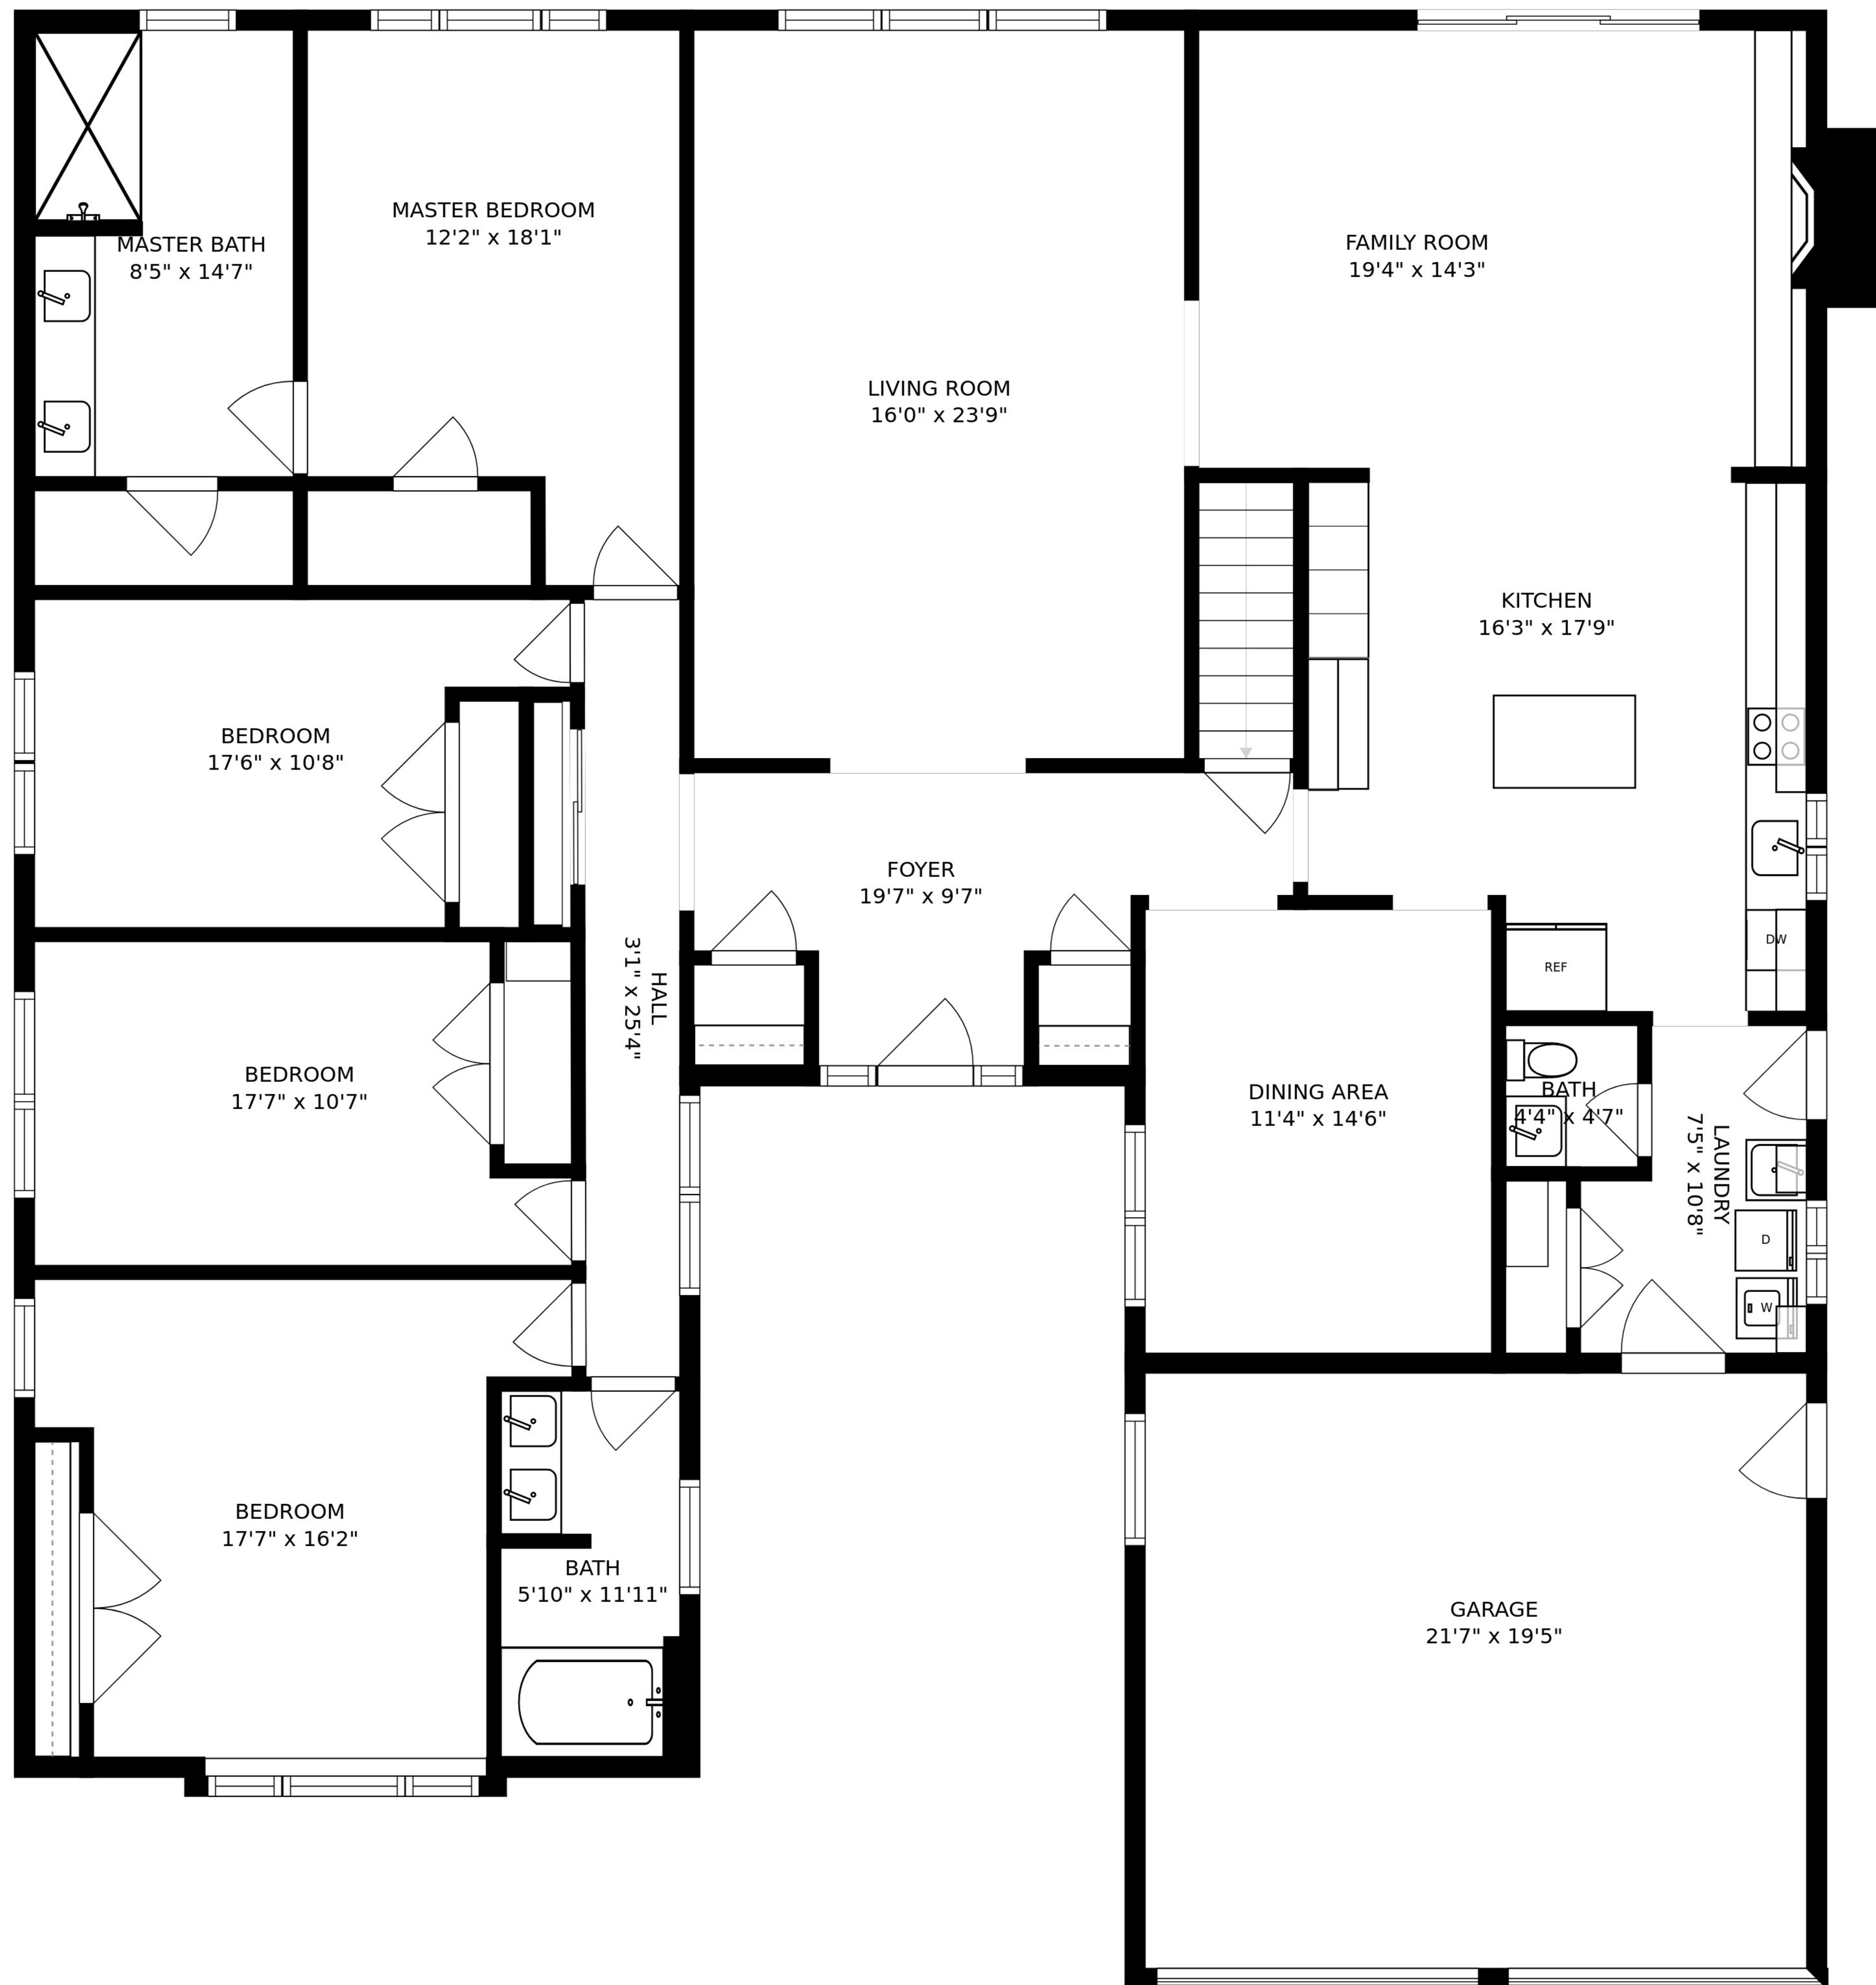 MASTER BEDROOM
12'2" x 18'1"
MASTER BATH
8'5" x 14'7"
FAMILY ROOM
19'4" x 14'3"
LIVING ROOM
16'0" x 23'9"
KITCHEN
16'3" x 17'9"
BEDROOM
17'6" x 10'8"
FOYER
19'7" x 9'7"
DW
REF
HALL
3'1" x 25'4"
BEDROOM
17'7" x 10'7"
DINING AREA
11'4" x 14'6"
BATH
4'4" x 4'7"
LAUNDRY
7'5" x 10'8"
D
W
BEDROOM
17'7" x 16'2"
BATH
5'10" x 11'11"
GARAGE
21'7" x 19'5"